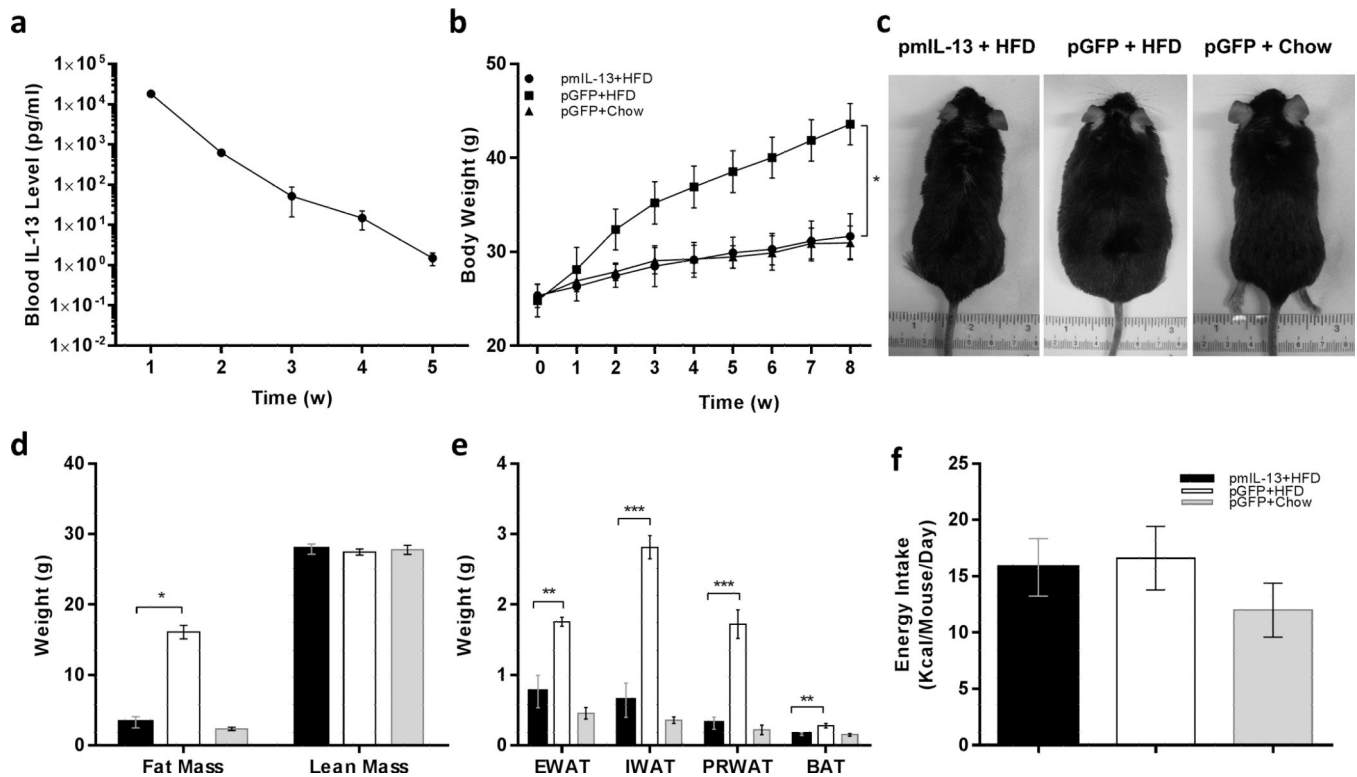 a
1×10^5
1×10^4
1×10^3
1×10^2
1×10^1
1×10^0
1×10^-1
1×10^-2
Blood IL-13 Level (pg/ml)
1 2 3 4 5
Time (w)
b
50
40
30
20
Body Weight (g)
pmIL-13+HFD
pGFP+HFD
pGFP+Chow
*
0 1 2 3 4 5 6 7 8
Time (w)
c
pmIL-13 + HFD pGFP + HFD pGFP + Chow
d
40
30
20
10
0
Weight (g)
*
Fat Mass Lean Mass
e
4
3
2
1
0
Weight (g)
**
***
***
**
EWAT IWAT PRWAT BAT
f
25
20
15
10
5
0
Energy Intake
(Kcal/Mouse/Day)
pmIL-13+HFD
pGFP+HFD
pGFP+Chow